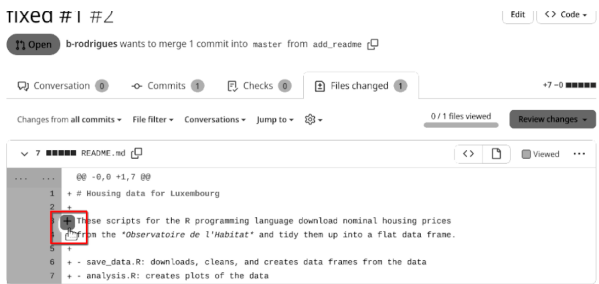 fixed #1 #2
Edit
<> Code
Open b-rodrigues wants to merge 1 commit into master from add_readme
Conversation 0 Commits 1 Checks 0 Files changed 1 +7 −0
Changes from all commits File filter Conversations Jump to 0 / 1 files viewed Review changes
7 README.md <> Viewed ...
... ... @@ -0,0 +1,7 @@
1 + # Housing data for Luxembourg
2 +
3 + These scripts for the R programming language download nominal housing prices
4 from the *Observatoire de l'Habitat* and tidy them up into a flat data frame.
5 +
6 + - save_data.R: downloads, cleans, and creates data frames from the data
7 + - analysis.R: creates plots of the data